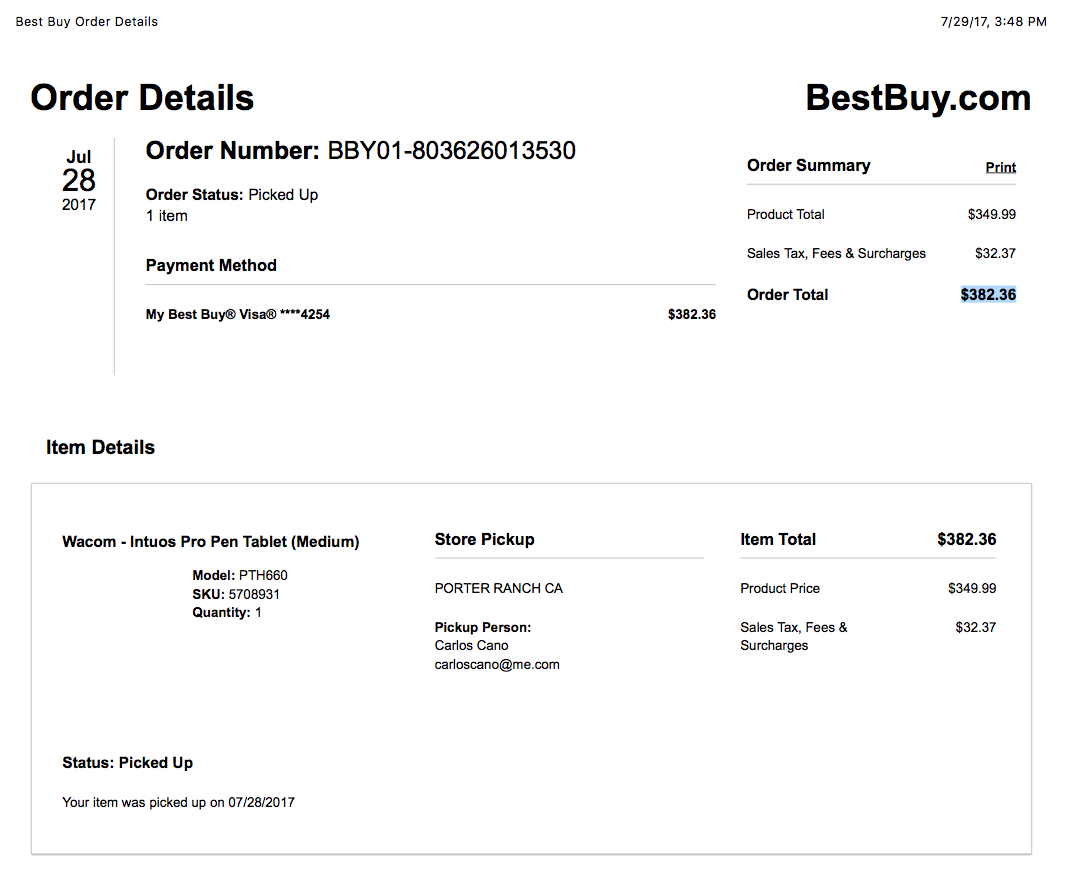 Best Buy Order Details
7/29/17, 3:48 PM
Order Details
BestBuy.com
Jul
28
2017
Order Number: BBY01-803626013530
Order Status: Picked Up
1 item
Payment Method
My Best Buy® Visa® ****4254 $382.36
Order Summary Print
Product Total $349.99
Sales Tax, Fees & Surcharges $32.37
Order Total $382.36
Item Details
Wacom - Intuos Pro Pen Tablet (Medium)
Model: PTH660
SKU: 5708931
Quantity: 1
Store Pickup
PORTER RANCH CA
Pickup Person:
Carlos Cano
carloscano@me.com
Item Total $382.36
Product Price $349.99
Sales Tax, Fees & $32.37
Surcharges
Status: Picked Up
Your item was picked up on 07/28/2017